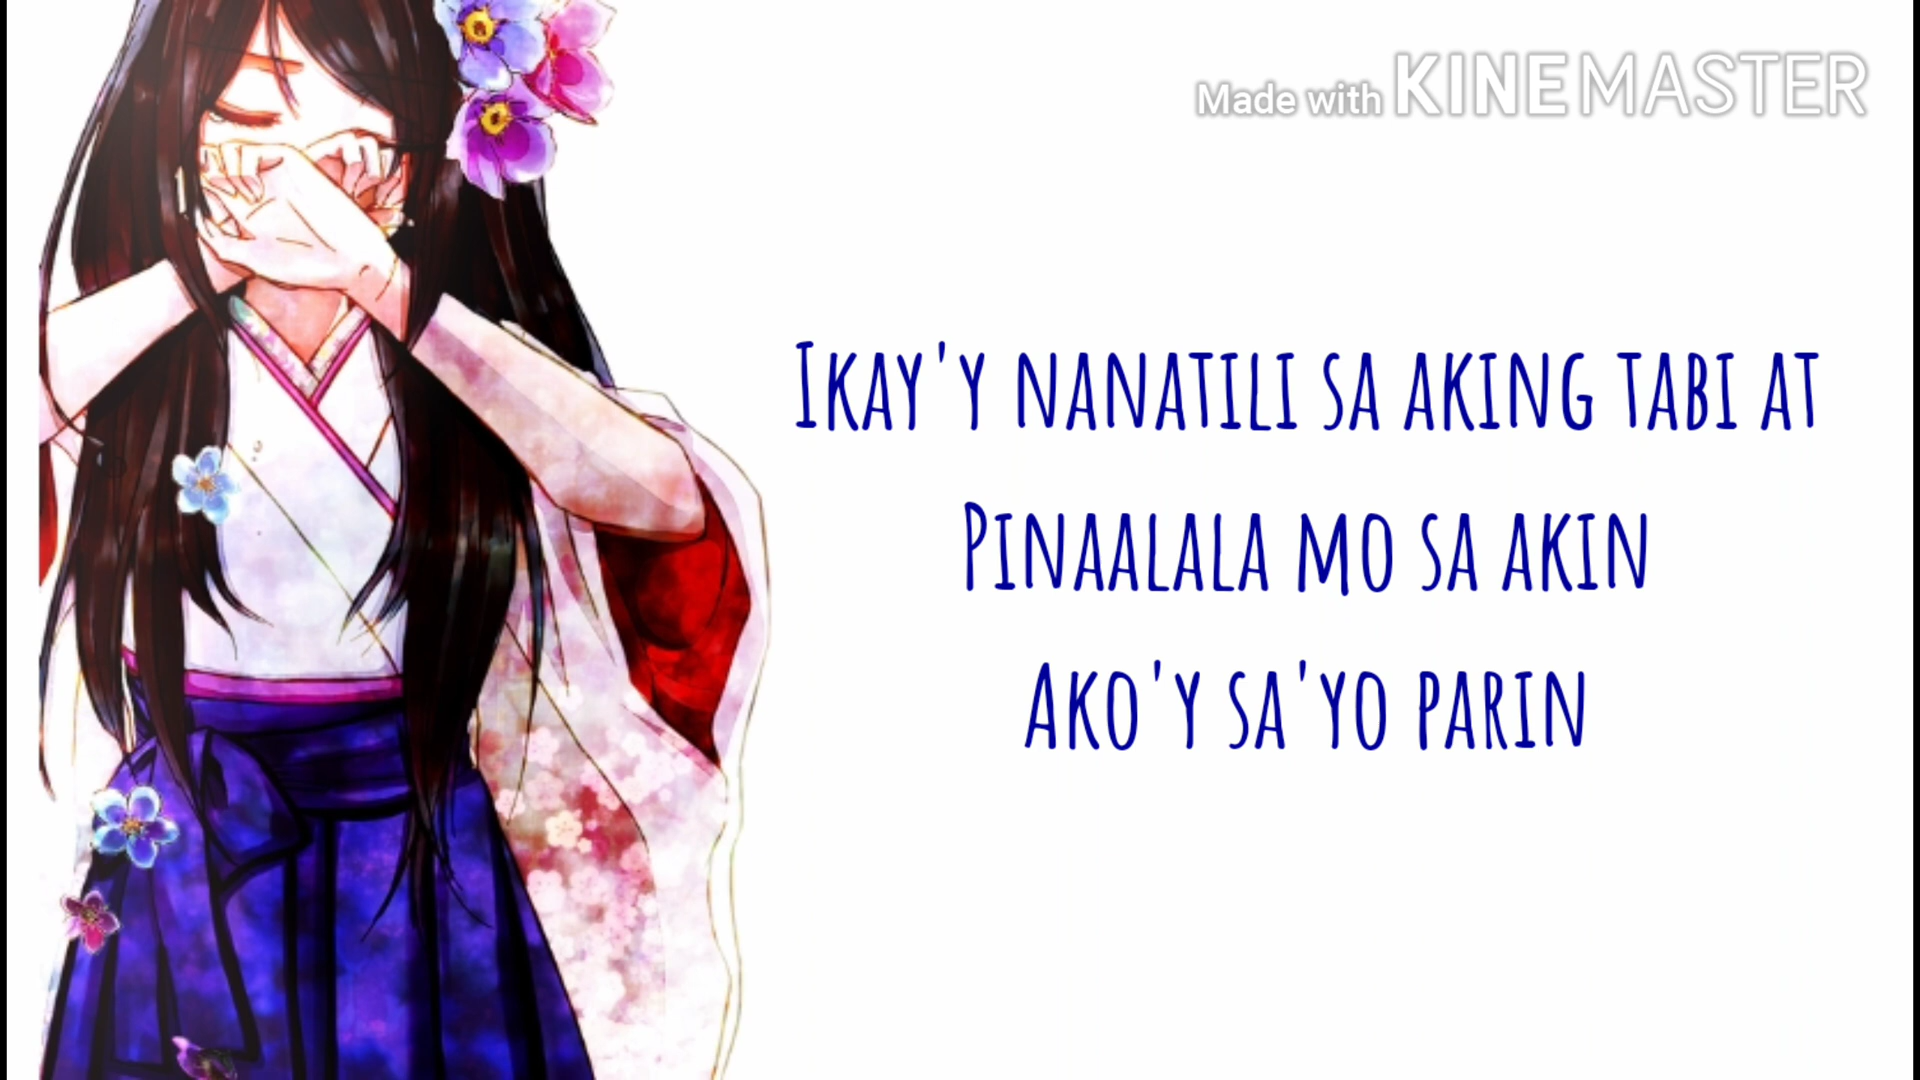 Made with KINEMASTER
Ikay'y nanatili sa aking tabi at
Pinaalala mo sa akin
Ako'y sa'yo parin